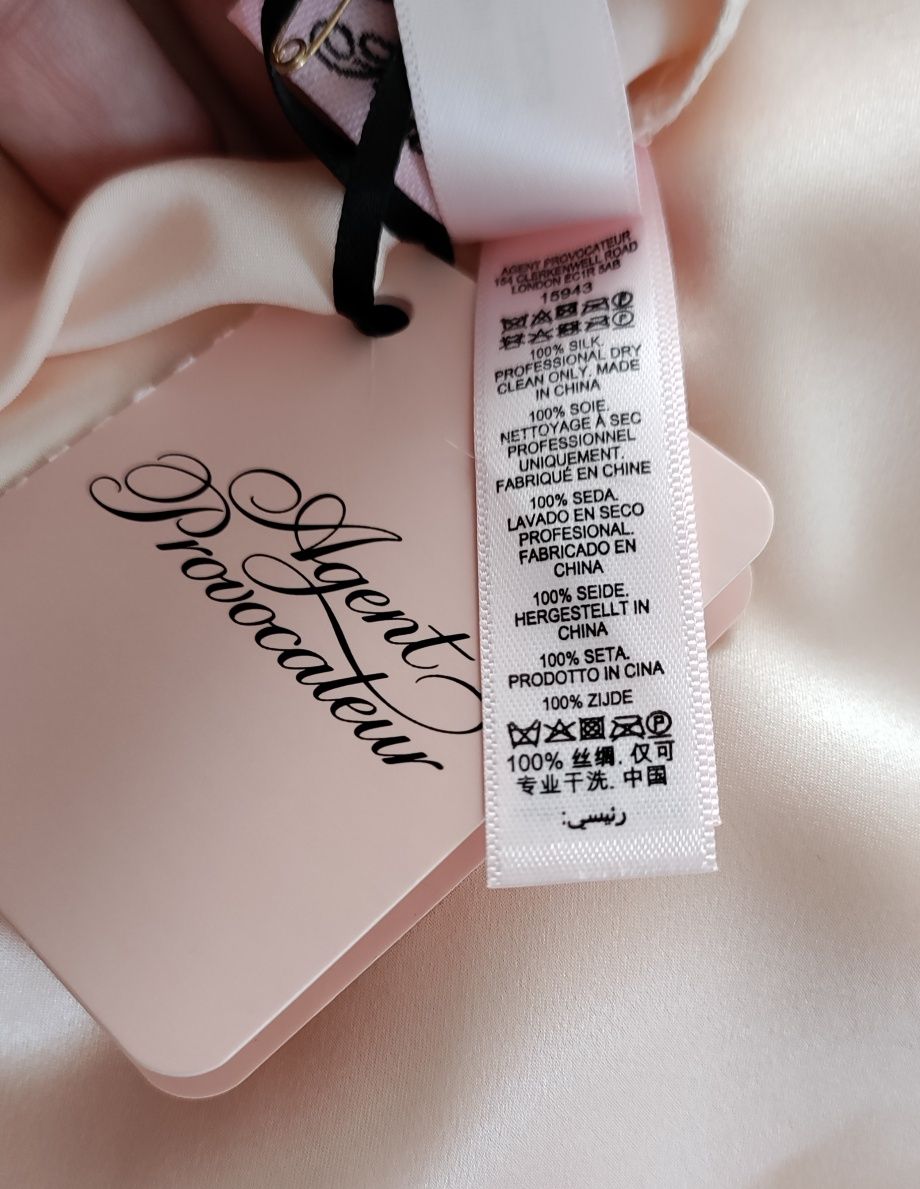 Agent
Provocateur
AGENT PROVOCATEUR
154 CLERKENWELL ROAD
LONDON EC1R 5AB
15943
100% SILK.
PROFESSIONAL DRY
CLEAN ONLY. MADE
IN CHINA
100% SOIE.
NETTOYAGE À SEC
PROFESSIONNEL
UNIQUEMENT.
FABRIQUÉ EN CHINE
100% SEDA.
LAVADO EN SECO
PROFESIONAL.
FABRICADO EN
CHINA
100% SEIDE.
HERGESTELLT IN
CHINA
100% SETA.
PRODOTTO IN CINA
100% ZIJDE
100% 丝绸. 仅可
专业干洗. 中国
رئيسي: